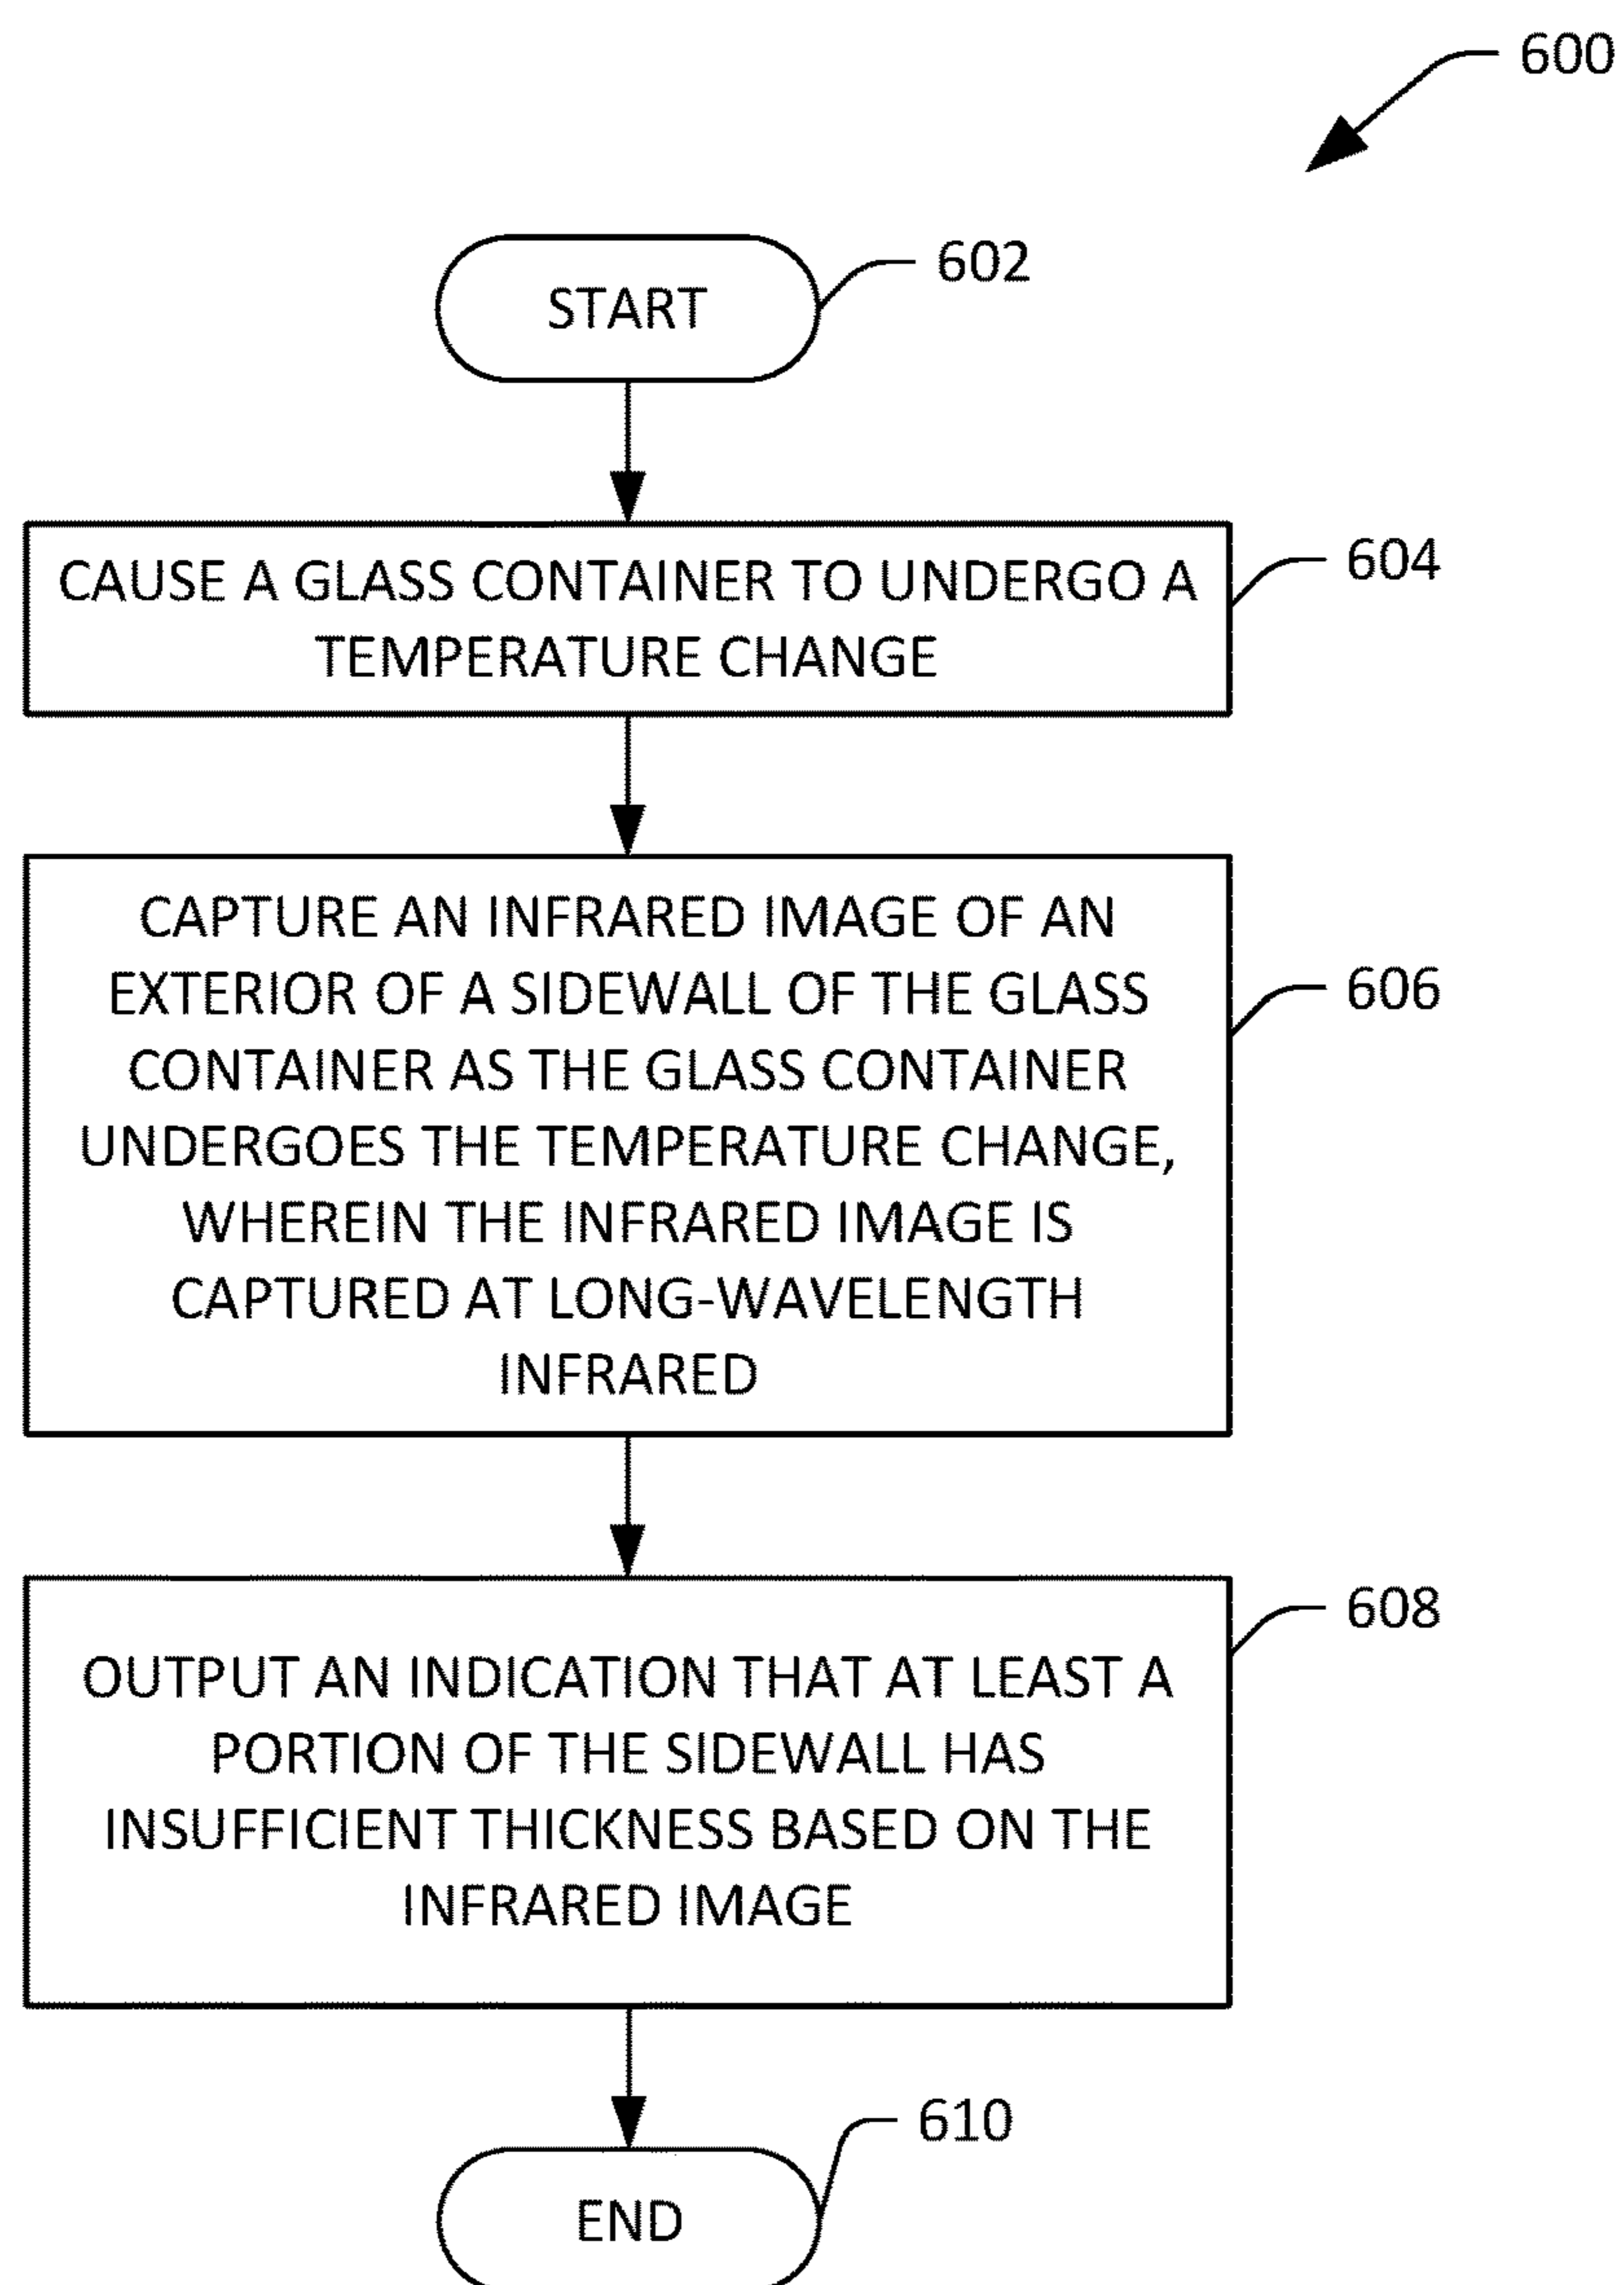 600
602
START
CAUSE A GLASS CONTAINER TO UNDERGO A
TEMPERATURE CHANGE
604
CAPTURE AN INFRARED IMAGE OF AN
EXTERIOR OF A SIDEWALL OF THE GLASS
CONTAINER AS THE GLASS CONTAINER
UNDERGOES THE TEMPERATURE CHANGE,
WHEREIN THE INFRARED IMAGE IS
CAPTURED AT LONG-WAVELENGTH
INFRARED
606
OUTPUT AN INDICATION THAT AT LEAST A
PORTION OF THE SIDEWALL HAS
INSUFFICIENT THICKNESS BASED ON THE
INFRARED IMAGE
608
610
END